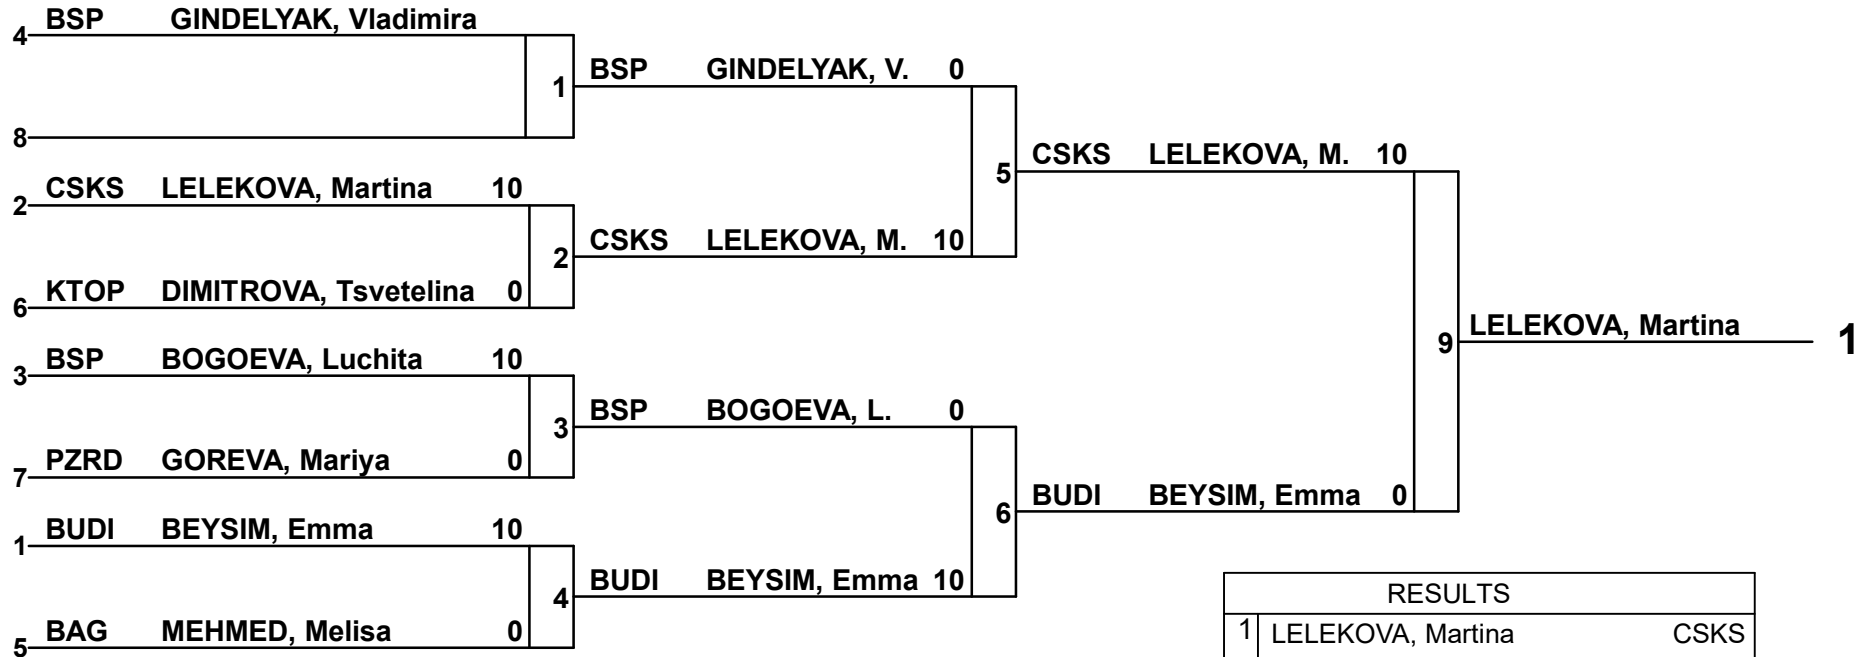 4 BSP GINDELYAK, Vladimira
1 BSP GINDELYAK, V. 0
8
5 CSKS LELEKOVA, M. 10
2 CSKS LELEKOVA, Martina 10
2 CSKS LELEKOVA, M. 10
6 KTOP DIMITROVA, Tsvetelina 0
9 LELEKOVA, Martina 1
3 BSP BOGOEVA, Luchita 10
3 BSP BOGOEVA, L. 0
7 PZRD GOREVA, Mariya 0
6 BUDI BEYSIM, Emma 0
1 BUDI BEYSIM, Emma 10
4 BUDI BEYSIM, Emma 10
5 BAG MEHMED, Melisa 0
RESULTS
1 LELEKOVA, Martina CSKS